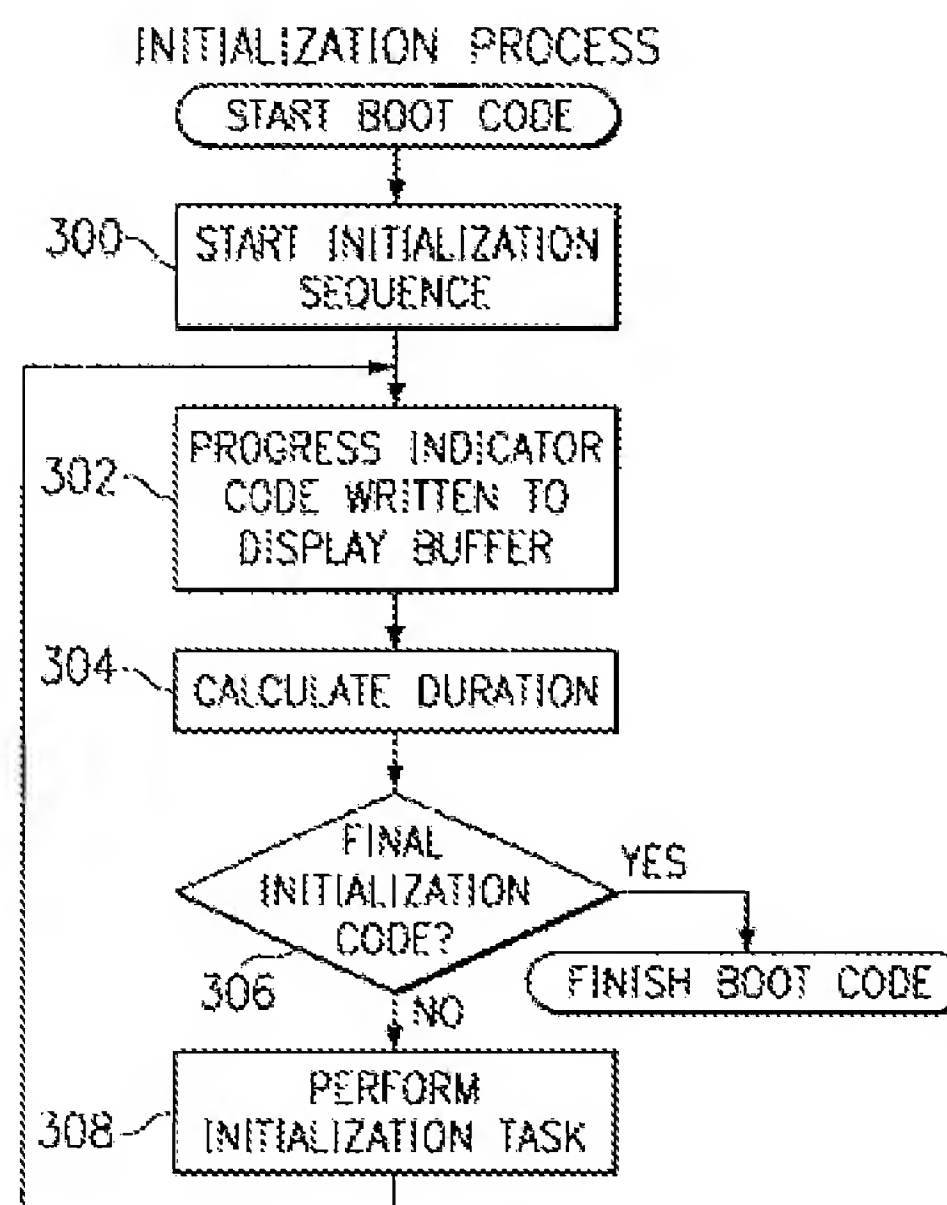 INITIALIZATION PROCESS
START BOOT CODE
300
START INITIALIZATION
SEQUENCE
302
PROGRESS INDICATOR
CODE WRITTEN TO
DISPLAY BUFFER
304
CALCULATE DURATION
FINAL
INITIALIZATION
CODE?
YES
306
NO
FINISH BOOT CODE
308
PERFORM
INITIALIZATION TASK